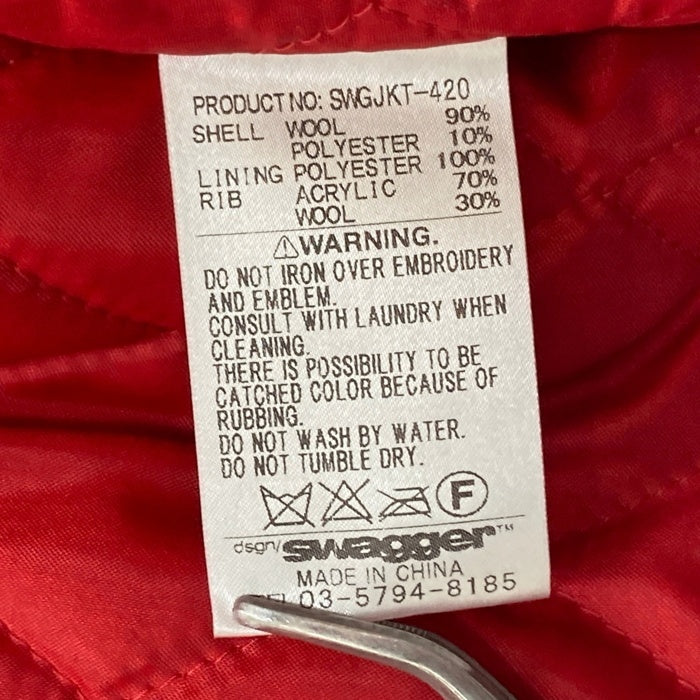 PRODUCT NO: SWGJKT-420
SHELL WOOL 90%
POLYESTER 10%
LINING POLYESTER 100%
RIB ACRYLIC 70%
WOOL 30%
WARNING.
DO NOT IRON OVER EMBROIDERY
AND EMBLEM.
CONSULT WITH LAUNDRY WHEN
CLEANING.
THERE IS POSSIBILITY TO BE
CATCHED COLOR BECAUSE OF
RUBBING.
DO NOT WASH BY WATER.
DO NOT TUMBLE DRY.
F
dsgn/swagger™
MADE IN CHINA
03-5794-8185